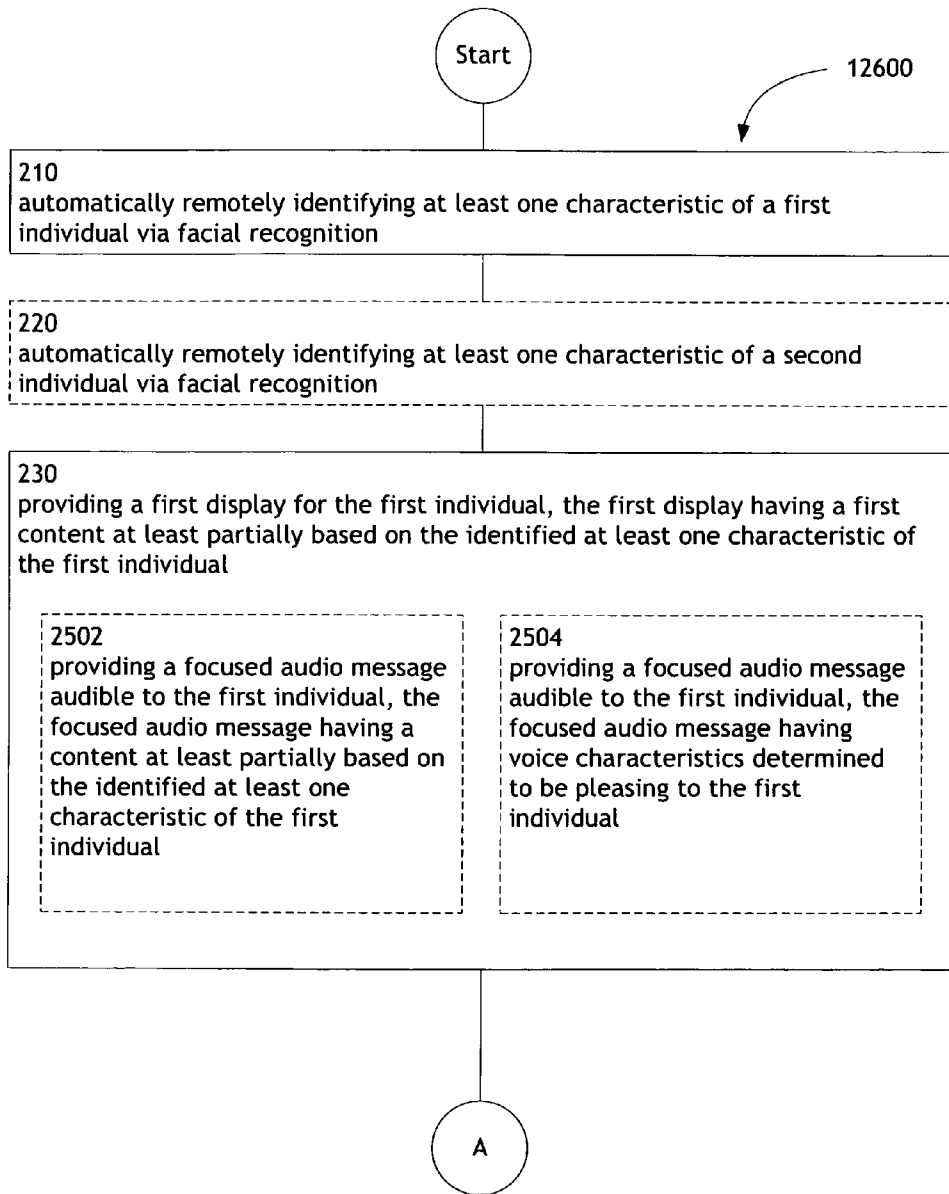 Start
12600
210
automatically remotely identifying at least one characteristic of a first
individual via facial recognition
220
automatically remotely identifying at least one characteristic of a second
individual via facial recognition
230
providing a first display for the first individual, the first display having a first
content at least partially based on the identified at least one characteristic of
the first individual
2502
providing a focused audio message
audible to the first individual, the
focused audio message having a
content at least partially based on
the identified at least one
characteristic of the first
individual
2504
providing a focused audio message
audible to the first individual, the
focused audio message having
voice characteristics determined
to be pleasing to the first
individual
A